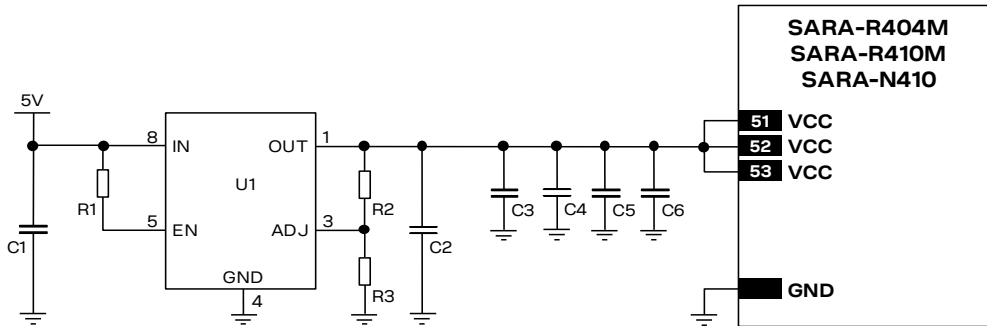 SARA-R404M
SARA-R410M
SARA-N410
5V
51 VCC
8 IN OUT 1
52 VCC
53 VCC
U1
R1
R2
C3 C4 C5 C6
5 EN ADJ 3
C1
C2
GND
R3
4
GND